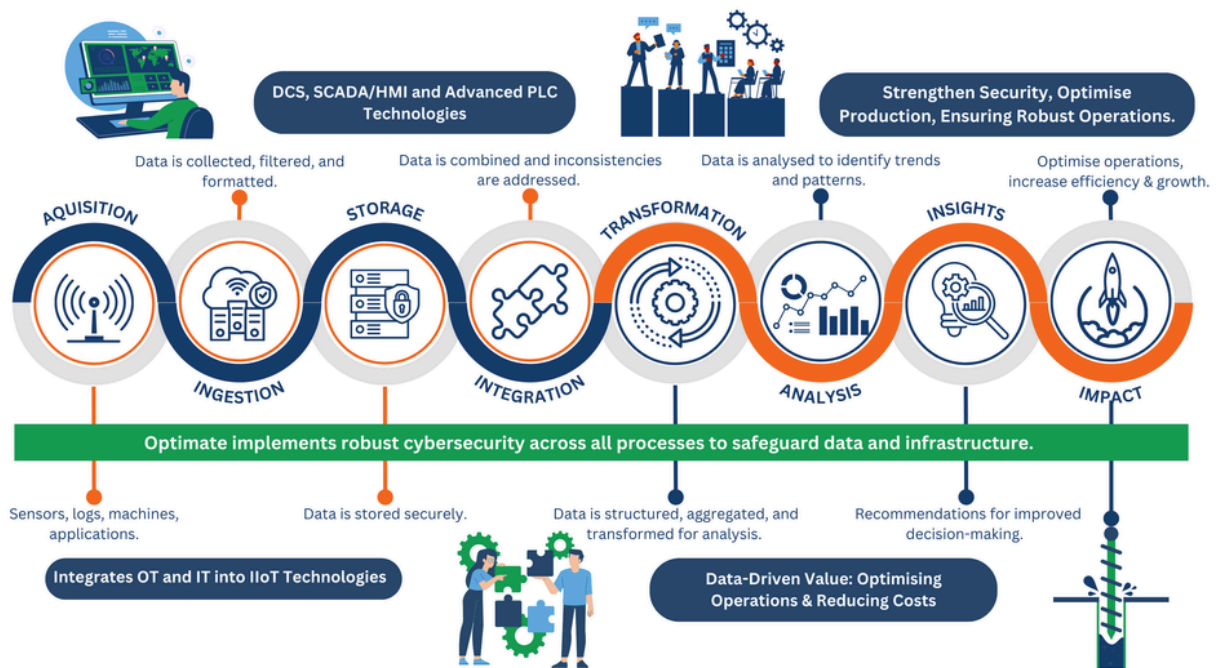 DCS, SCADA/HMI and Advanced PLC
Technologies
Strengthen Security, Optimise
Production, Ensuring Robust Operations.
Data is collected, filtered, and
formatted.
Data is combined and inconsistencies
are addressed.
Data is analysed to identify trends
and patterns.
Optimise operations,
increase efficiency & growth.
AQUISITION
STORAGE
TRANSFORMATION
INSIGHTS
INGESTION
INTEGRATION
ANALYSIS
IMPACT
Optimate implements robust cybersecurity across all processes to safeguard data and infrastructure.
Sensors, logs, machines,
applications.
Data is stored securely.
Data is structured, aggregated, and
transformed for analysis.
Recommendations for improved
decision-making.
Integrates OT and IT into IIoT Technologies
Data-Driven Value: Optimising
Operations & Reducing Costs